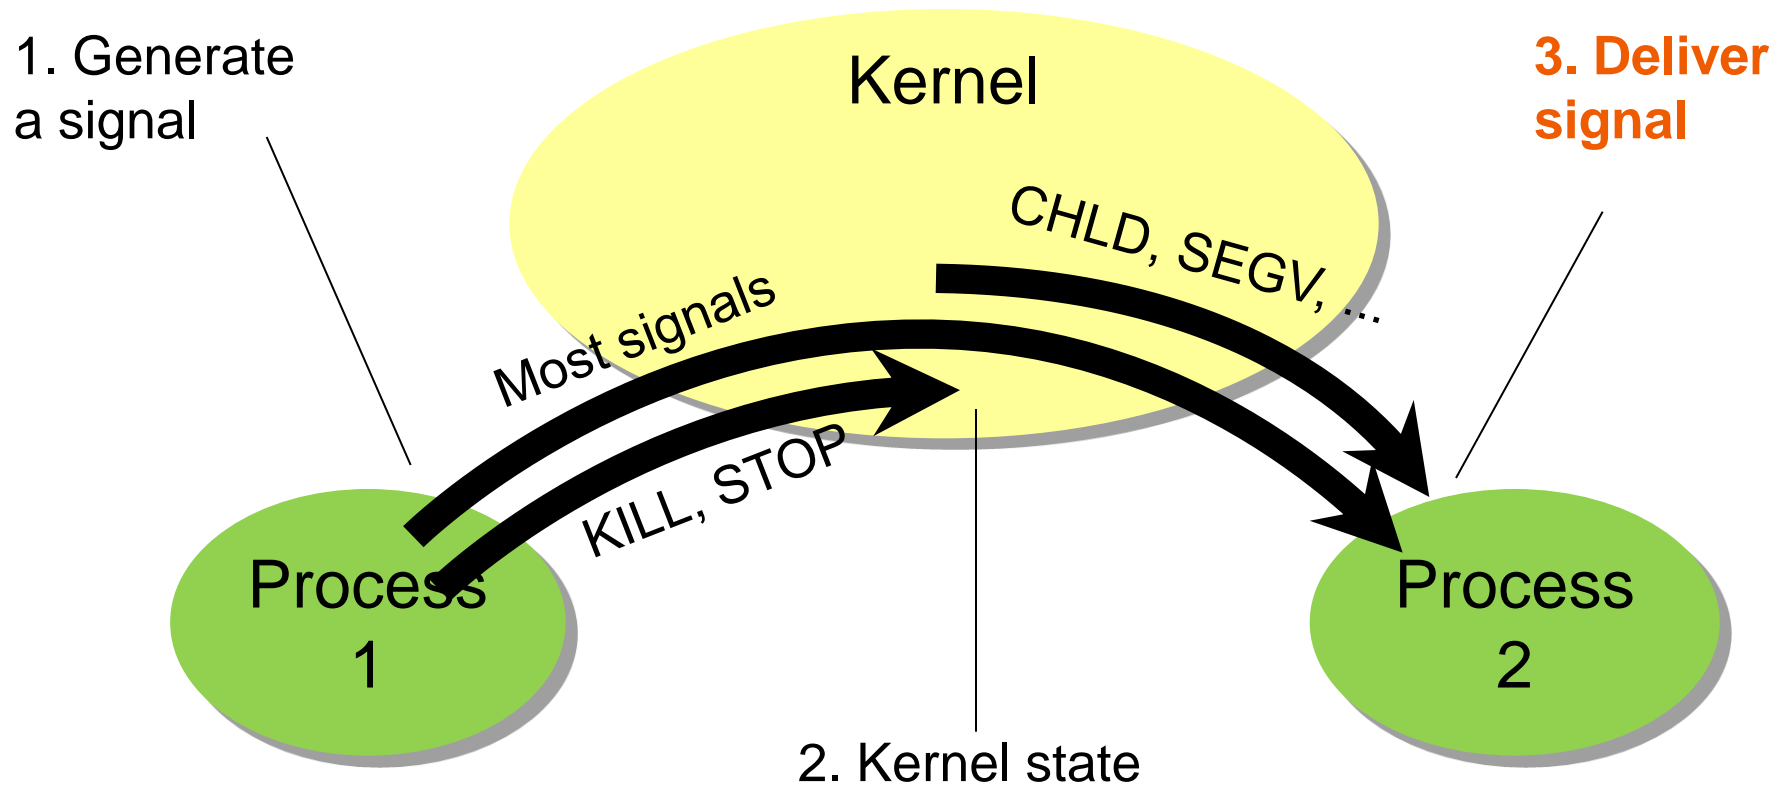 1. Generate
a signal
Kernel
3. Deliver
signal
CHLD, SEGV, ...
Most signals
KILL, STOP
Process
1
Process
2
2. Kernel state